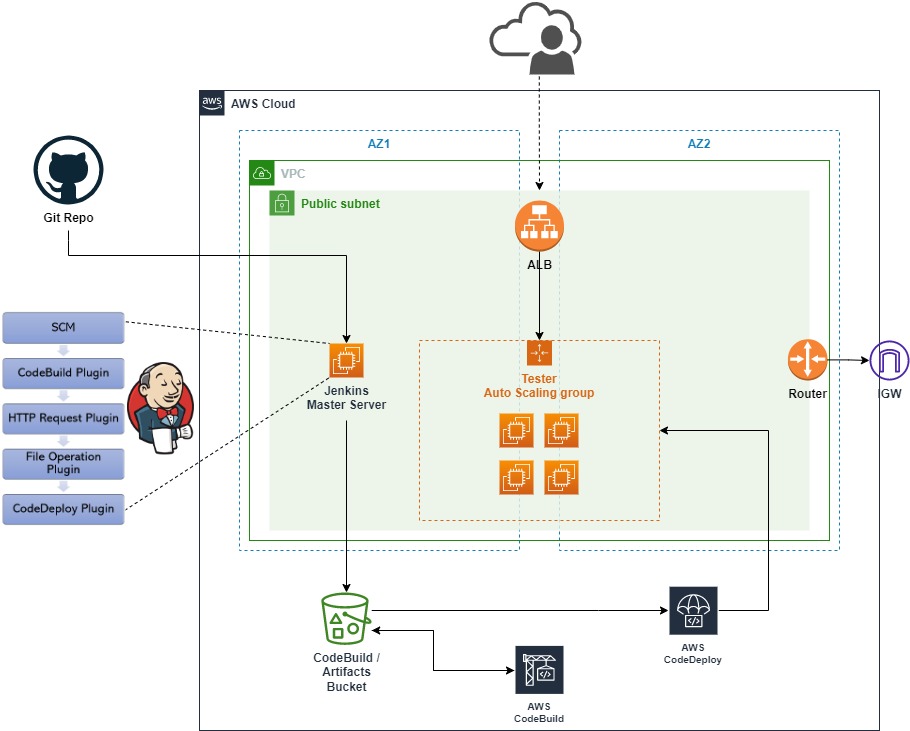 aws
AWS Cloud
AZ1
AZ2
VPC
Public subnet
Git Repo
ALB
SCM
CodeBuild Plugin
HTTP Request Plugin
File Operation
Plugin
CodeDeploy Plugin
Jenkins
Master Server
Tester
Auto Scaling group
Router
IGW
CodeBuild /
Artifacts
Bucket
AWS
CodeDeploy
AWS
CodeBuild